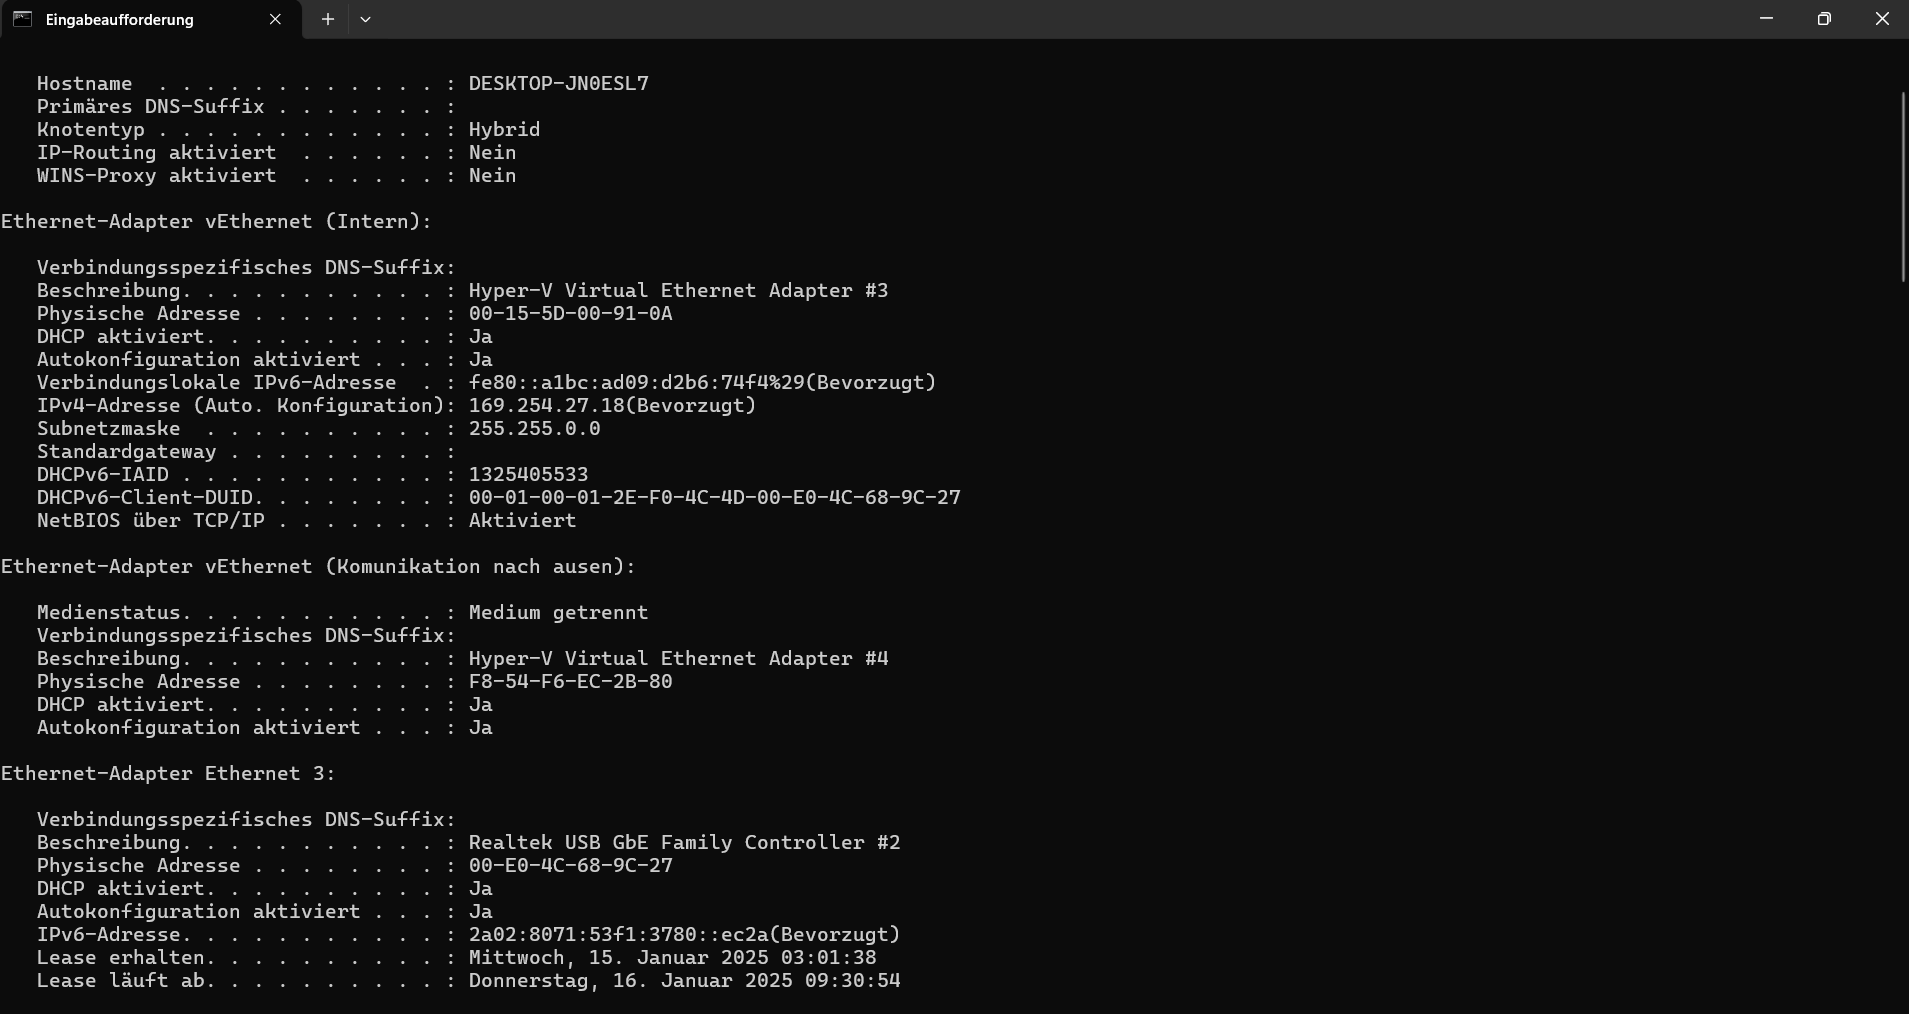 Eingabeaufforderung
Hostname  . . . . . . . . . . . . : DESKTOP-JN0ESL7
Primäres DNS-Suffix . . . . . . . :
Knotentyp . . . . . . . . . . . . : Hybrid
IP-Routing aktiviert  . . . . . . : Nein
WINS-Proxy aktiviert  . . . . . . : Nein
Ethernet-Adapter vEthernet (Intern):
Verbindungsspezifisches DNS-Suffix:
Beschreibung. . . . . . . . . . . : Hyper-V Virtual Ethernet Adapter #3
Physische Adresse . . . . . . . . : 00-15-5D-00-91-0A
DHCP aktiviert. . . . . . . . . . : Ja
Autokonfiguration aktiviert . . . : Ja
Verbindungslokale IPv6-Adresse  . : fe80::a1bc:ad09:d2b6:74f4%29(Bevorzugt)
IPv4-Adresse (Auto. Konfiguration): 169.254.27.18(Bevorzugt)
Subnetzmaske  . . . . . . . . . . : 255.255.0.0
Standardgateway . . . . . . . . . :
DHCPv6-IAID . . . . . . . . . . . : 1325405533
DHCPv6-Client-DUID. . . . . . . . : 00-01-00-01-2E-F0-4C-4D-00-E0-4C-68-9C-27
NetBIOS über TCP/IP . . . . . . . : Aktiviert
Ethernet-Adapter vEthernet (Komunikation nach ausen):
Medienstatus. . . . . . . . . . . : Medium getrennt
Verbindungsspezifisches DNS-Suffix:
Beschreibung. . . . . . . . . . . : Hyper-V Virtual Ethernet Adapter #4
Physische Adresse . . . . . . . . : F8-54-F6-EC-2B-80
DHCP aktiviert. . . . . . . . . . : Ja
Autokonfiguration aktiviert . . . : Ja
Ethernet-Adapter Ethernet 3:
Verbindungsspezifisches DNS-Suffix:
Beschreibung. . . . . . . . . . . : Realtek USB GbE Family Controller #2
Physische Adresse . . . . . . . . : 00-E0-4C-68-9C-27
DHCP aktiviert. . . . . . . . . . : Ja
Autokonfiguration aktiviert . . . : Ja
IPv6-Adresse. . . . . . . . . . . : 2a02:8071:53f1:3780::ec2a(Bevorzugt)
Lease erhalten. . . . . . . . . . : Mittwoch, 15. Januar 2025 03:01:38
Lease läuft ab. . . . . . . . . . : Donnerstag, 16. Januar 2025 09:30:54